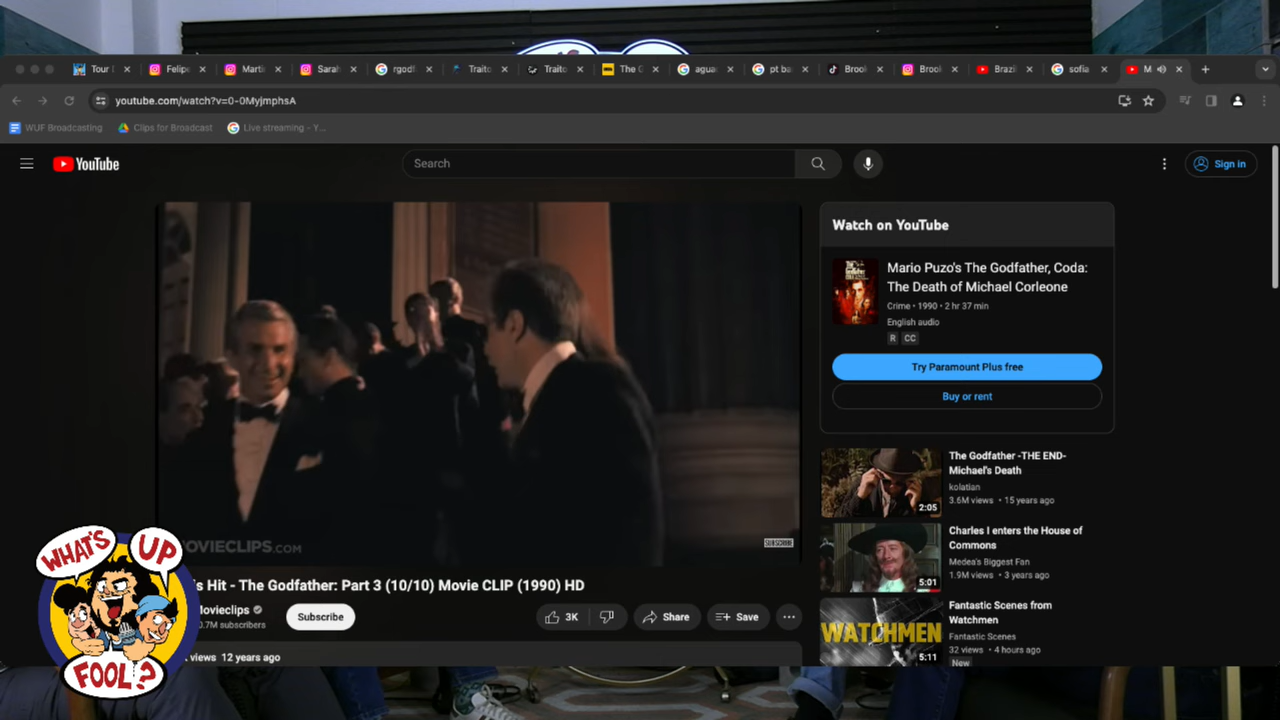 Tour
Felip
Marti
Sarah
rgodf
Traito
Traito
The G
agua
pt ba
Brook
Brook
Brazi
sofia
M
youtube.com/watch?v=0-0MyjmphsA
WUF Broadcasting
Clips for Broadcast
Live streaming - Y...
YouTube
Search
Sign in
Watch on YouTube
Mario Puzo's The Godfather, Coda:
The Death of Michael Corleone
Crime • 1990 • 2 hr 37 min
English audio
R CC
Try Paramount Plus free
Buy or rent
The Godfather -THE END-
Michael's Death
kolatian
3.6M views • 15 years ago
2:05
Charles I enters the House of
Commons
Medea's Biggest Fan
1.9M views • 3 years ago
5:01
Fantastic Scenes from
Watchmen
Fantastic Scenes
32 views • 4 hours ago
New
WATCHMEN
5:11
OVIECLIPS.COM
SUBSCRIBE
s Hit - The Godfather: Part 3 (10/10) Movie CLIP (1990) HD
Movieclips
0.7M subscribers
Subscribe
3K
Share
Save
views 12 years ago
WHAT'S
UP
FOOL?